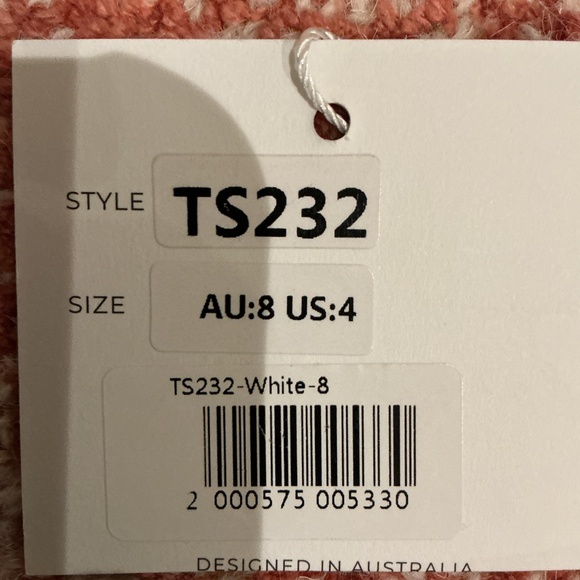 STYLE TS232
SIZE AU:8 US:4
TS232-White-8
2 000575 005330
DESIGNED IN AUSTRALIA